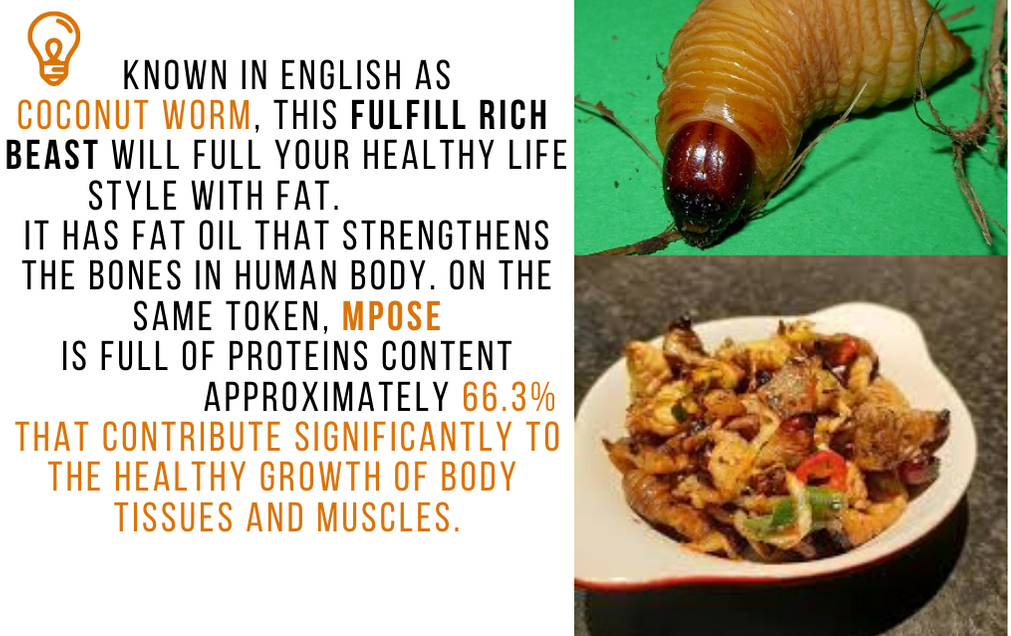 KNOWN IN ENGLISH AS
COCONUT WORM, THIS FULFILL RICH
BEAST WILL FULL YOUR HEALTHY LIFE
STYLE WITH FAT.
IT HAS FAT OIL THAT STRENGTHENS
THE BONES IN HUMAN BODY. ON THE
SAME TOKEN, MPOSE
IS FULL OF PROTEINS CONTENT
APPROXIMATELY 66.3%
THAT CONTRIBUTE SIGNIFICANTLY TO
THE HEALTHY GROWTH OF BODY
TISSUES AND MUSCLES.